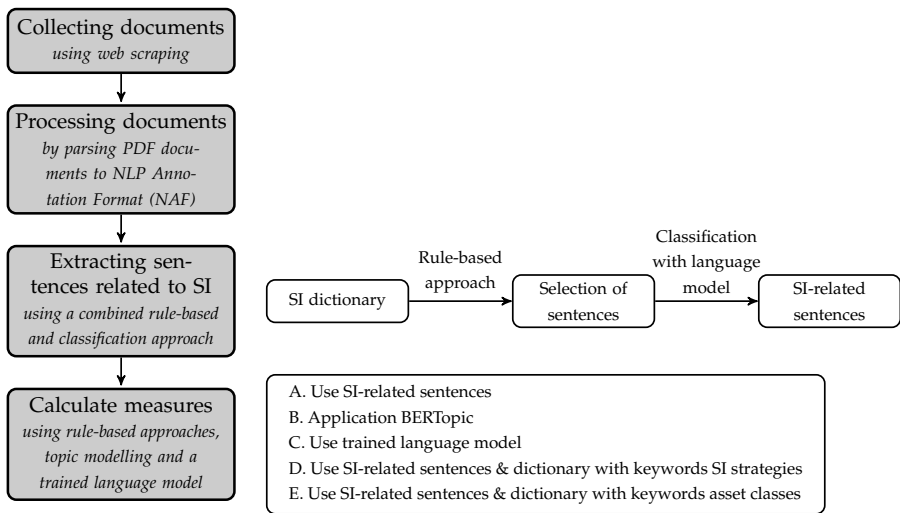 Collecting documents
using web scraping
Processing documents
by parsing PDF docu-
ments to NLP Anno-
tation Format (NAF)
Extracting sen-
tences related to SI
using a combined rule-based
and classification approach
SI dictionary
Rule-based
approach
Selection of
sentences
Classification
with language
model
SI-related
sentences
Calculate measures
using rule-based approaches,
topic modelling and a
trained language model
A. Use SI-related sentences
B. Application BERTopic
C. Use trained language model
D. Use SI-related sentences & dictionary with keywords SI strategies
E. Use SI-related sentences & dictionary with keywords asset classes